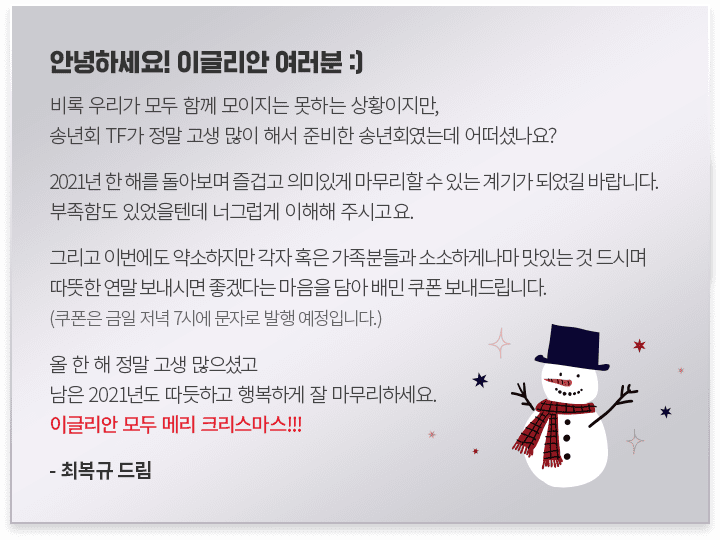 안녕하세요! 이글리안 여러분 :)
비록 우리가 모두 함께 모이지는 못하는 상황이지만,
송년회 TF가 정말 고생 많이 해서 준비한 송년회였는데 어떠셨나요?
2021년 한 해를 돌아보며 즐겁고 의미있게 마무리할 수 있는 계기가 되었길 바랍니다.
부족함도 있었을텐데 너그럽게 이해해 주시고요.
그리고 이번에도 약소하지만 각자 혹은 가족분들과 소소하게나마 맛있는 것 드시며
따뜻한 연말 보내시면 좋겠다는 마음을 담아 배민 쿠폰 보내드립니다.
(쿠폰은 금일 저녁 7시에 문자로 발행 예정입니다.)
올 한 해 정말 고생 많으셨고
남은 2021년도 따듯하고 행복하게 잘 마무리하세요.
이글리안 모두 메리 크리스마스!!!
- 최복규 드림